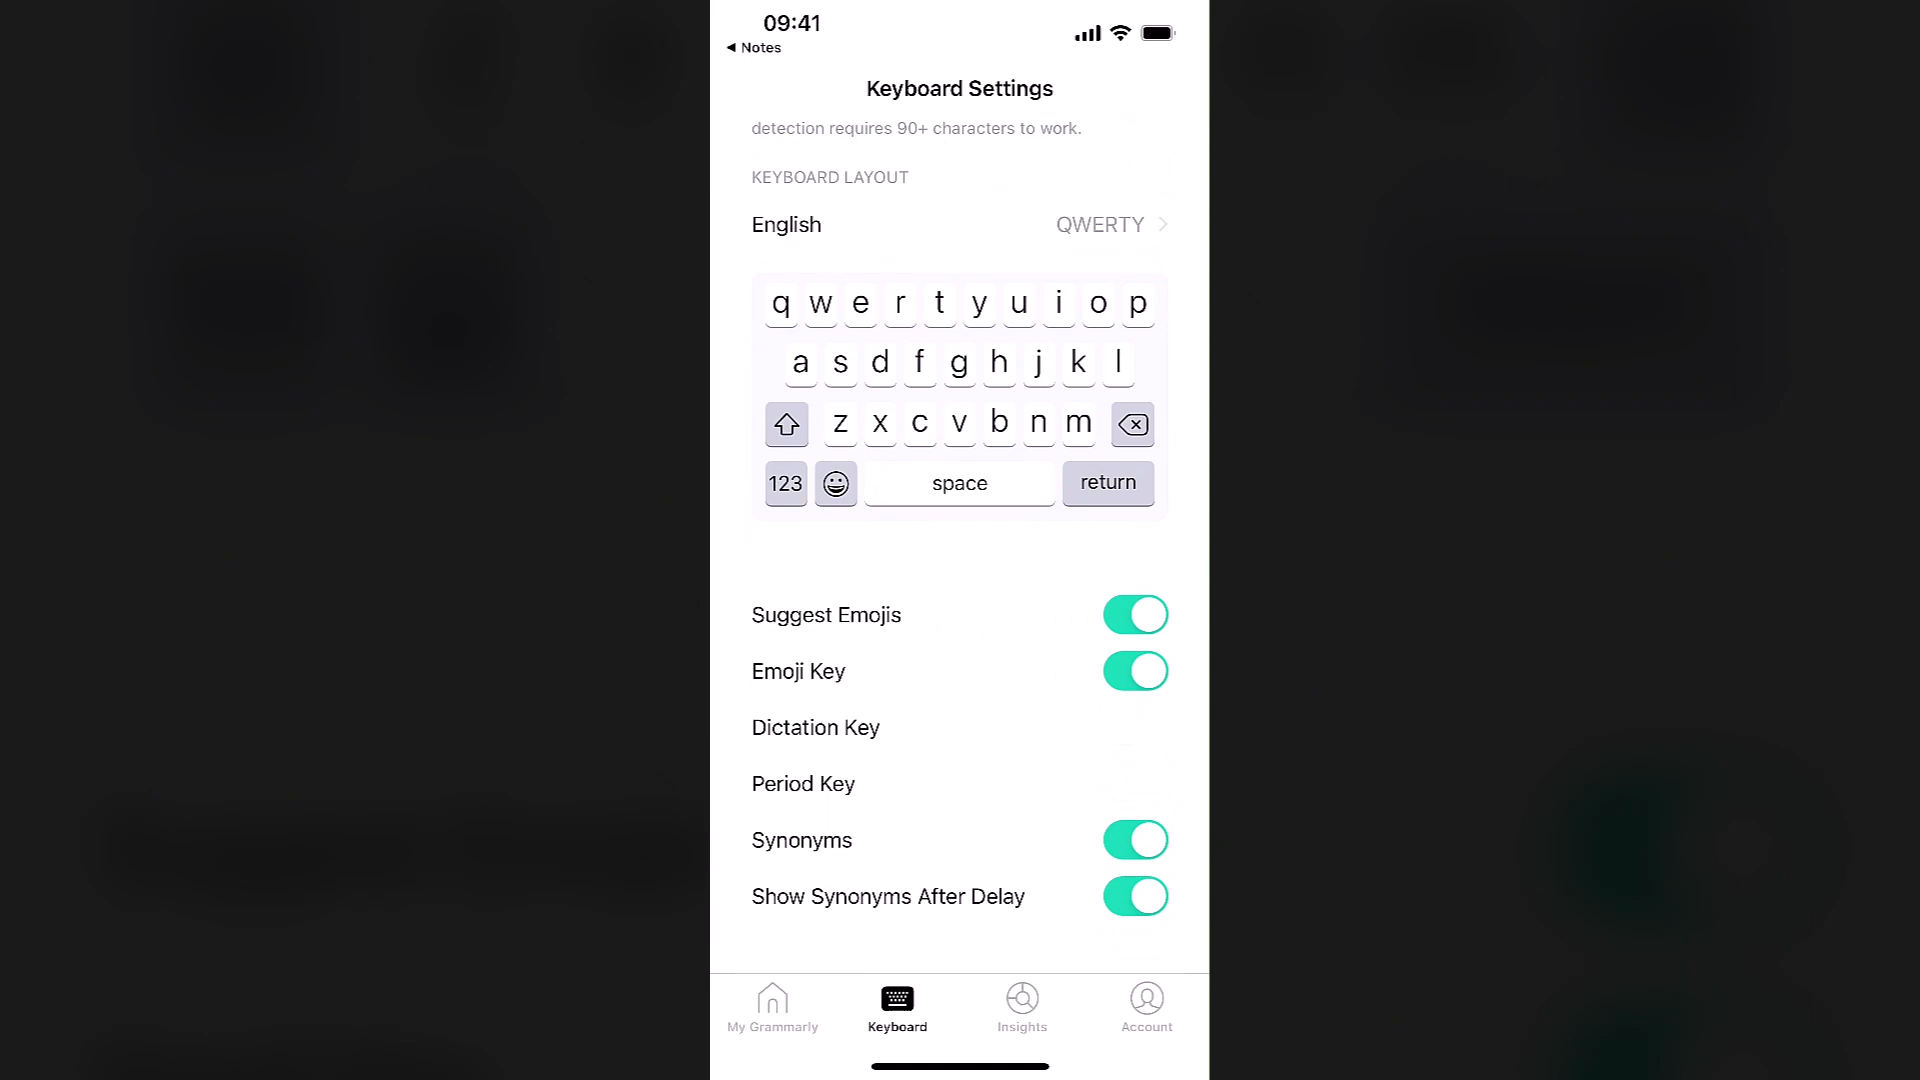 09:41
◀ Notes
Keyboard Settings
detection requires 90+ characters to work.
KEYBOARD LAYOUT
English QWERTY
q w e r t y u i o p
a s d f g h j k l
z x c v b n m
123 space return
Suggest Emojis
Emoji Key
Dictation Key
Period Key
Synonyms
Show Synonyms After Delay
My Grammarly Keyboard Insights Account